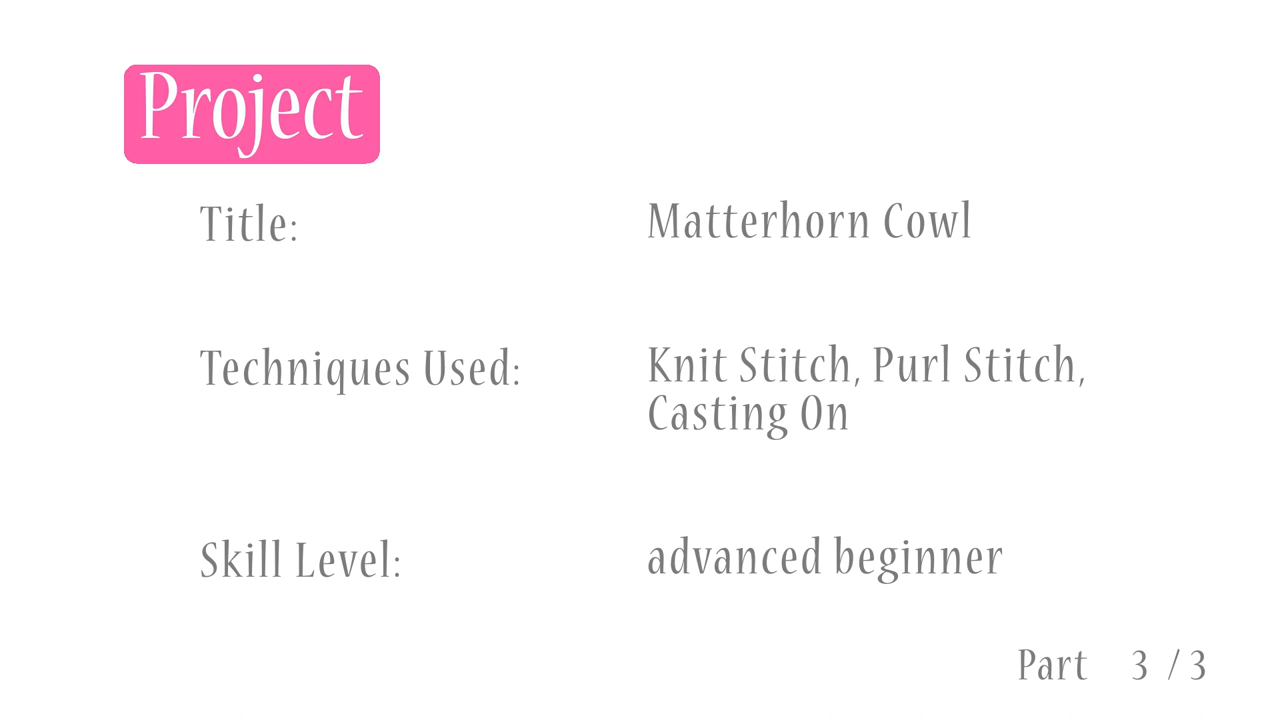 Project
Title: Matterhorn Cowl
Techniques Used: Knit Stitch, Purl Stitch,
Casting On
Skill Level: advanced beginner
Part 3 / 3